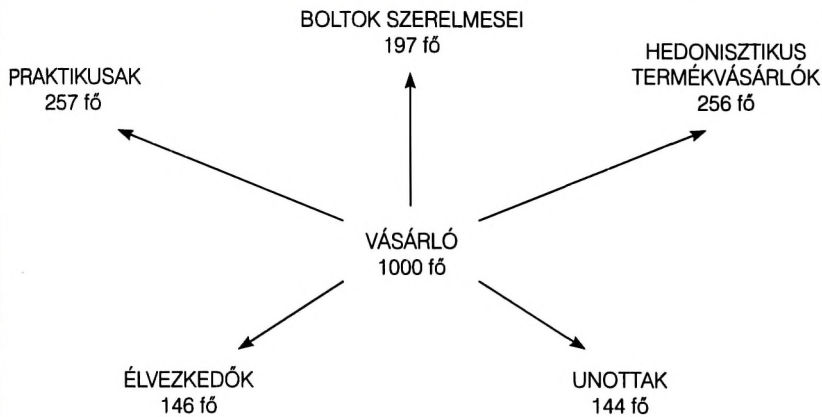 BOLTOK SZERELMESEI
197 fő
PRAKTIKUSAK
257 fő
HEDONISZTIKUS
TERMÉKVÁSÁRLÓK
256 fő
VÁSÁRLÓ
1000 fő
ÉLVEZKEDŐK
146 fő
UNOTTAK
144 fő